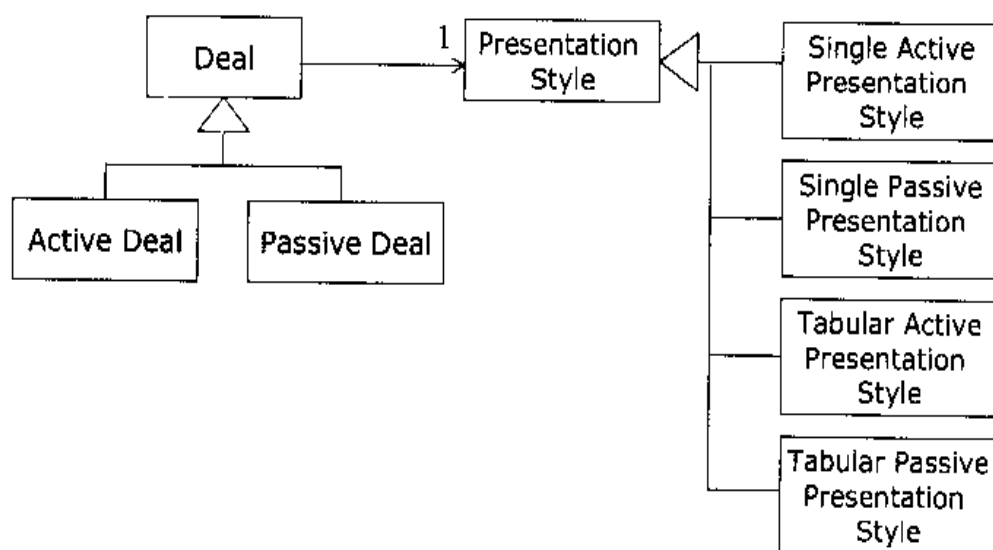 Deal
1
Presentation
Style
Active Deal
Passive Deal
Single Active
Presentation
Style
Single Passive
Presentation
Style
Tabular Active
Presentation
Style
Tabular Passive
Presentation
Style